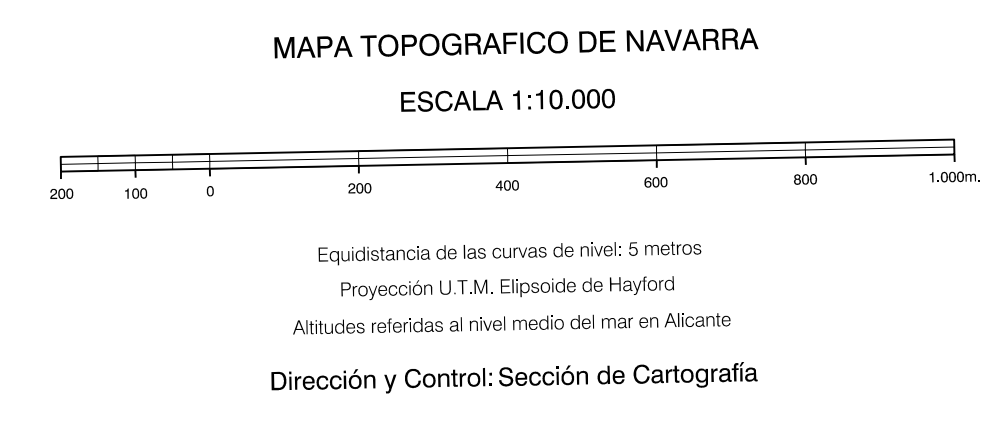 MAPA TOPOGRAFICO DE NAVARRA
ESCALA 1:10.000
200 100 0 200 400 600 800 1.000m.
Equidistancia de las curvas de nivel: 5 metros
Proyección U.T.M. Elipsoide de Hayford
Altitudes referidas al nivel medio del mar en Alicante
Dirección y Control: Sección de Cartografía